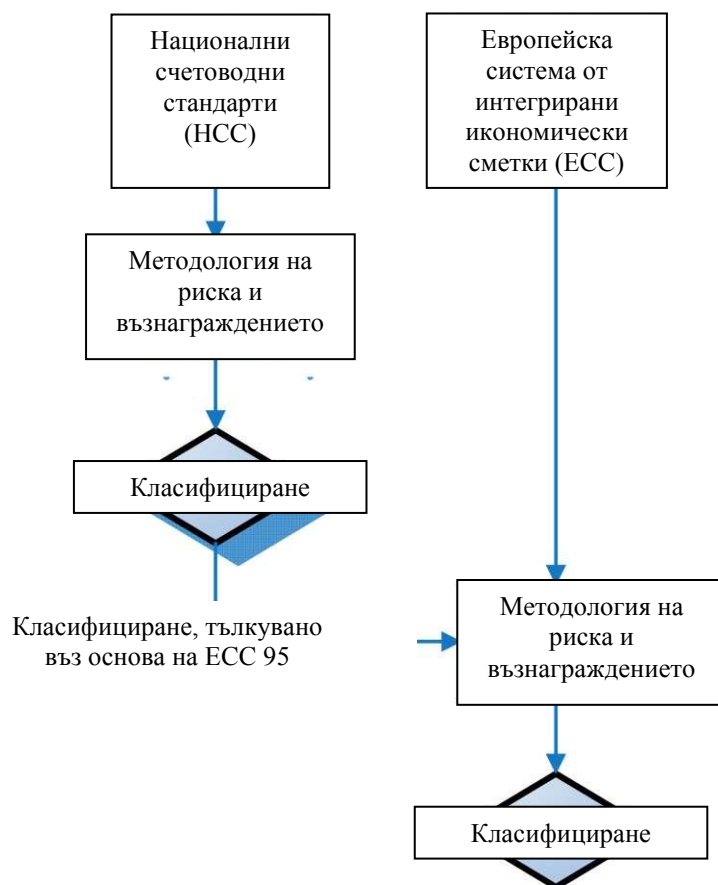 Национални
счетоводни
стандарти
(НСС)
Европейска
система от
интегрирани
икономически
сметки (ЕСС)
Методология на
риска и
възнаграждението
Класифициране
Класифициране, тълкувано
въз основа на ЕСС 95
Методология на
риска и
възнаграждението
Класифициране